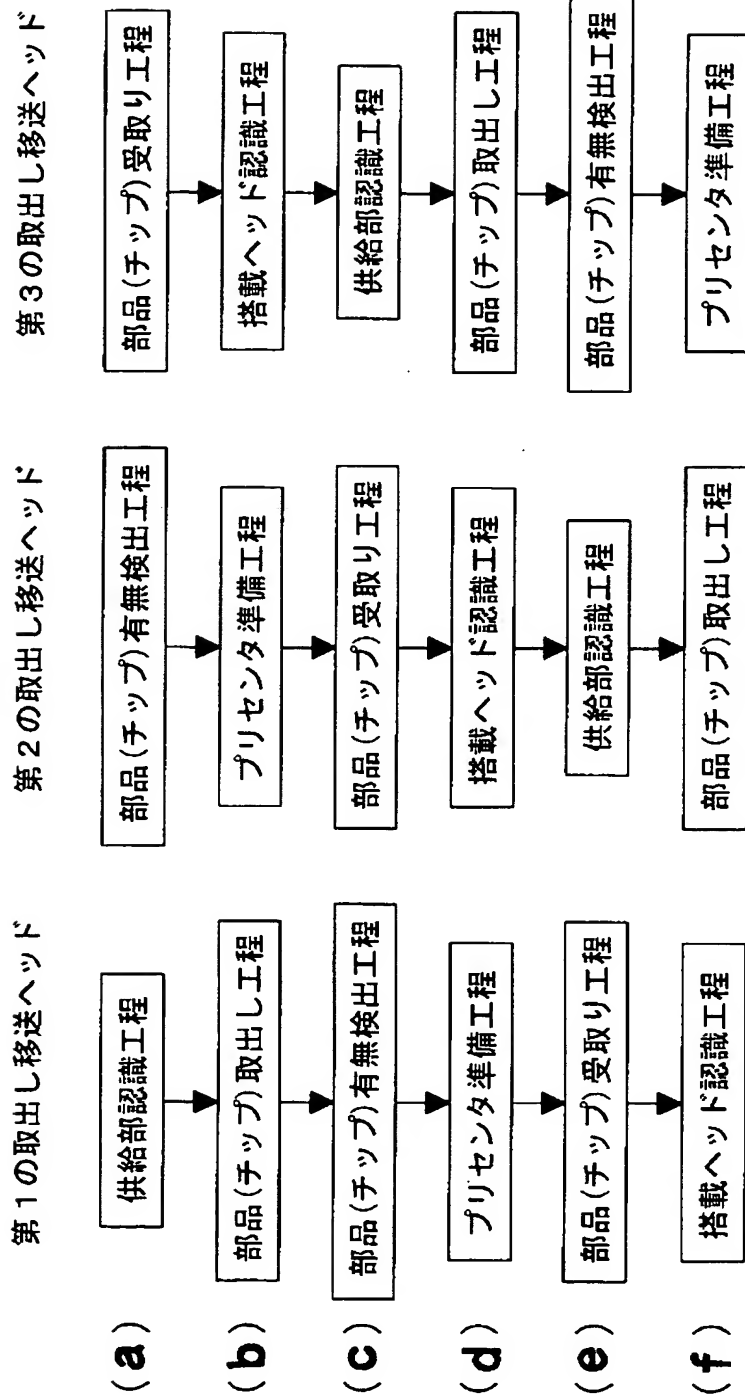 第1の取出し移送ヘッド
第2の取出し移送ヘッド
第3の取出し移送ヘッド
(a)
供給部認識工程
部品(チップ)有無検出工程
部品(チップ)受取り工程
(b)
部品(チップ)取出し工程
プリセンタ準備工程
搭載ヘッド認識工程
(c)
部品(チップ)有無検出工程
部品(チップ)受取り工程
供給部認識工程
(d)
プリセンタ準備工程
搭載ヘッド認識工程
部品(チップ)取出し工程
(e)
部品(チップ)受取り工程
供給部認識工程
部品(チップ)有無検出工程
(f)
搭載ヘッド認識工程
部品(チップ)取出し工程
プリセンタ準備工程